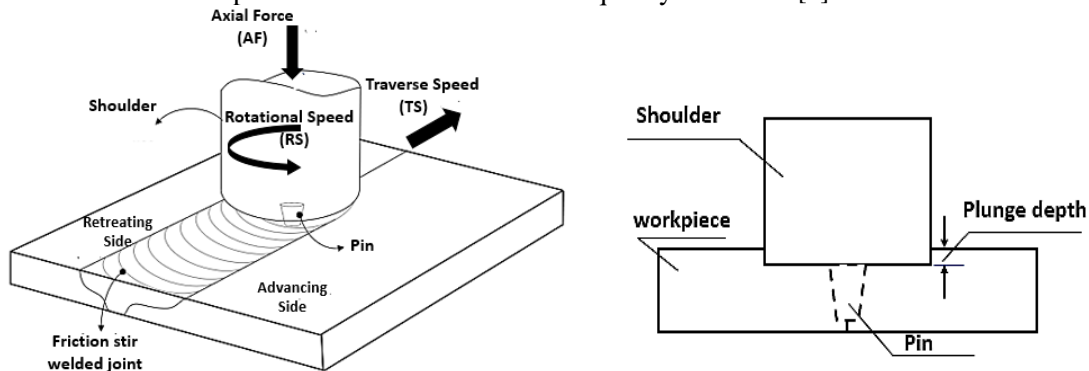 Axial Force
(AF)
Traverse Speed
(TS)
Shoulder
Rotational Speed
(RS)
Retreating
Side
Pin
Advancing
Side
Friction stir
welded joint
Shoulder
workpiece
Plunge depth
Pin